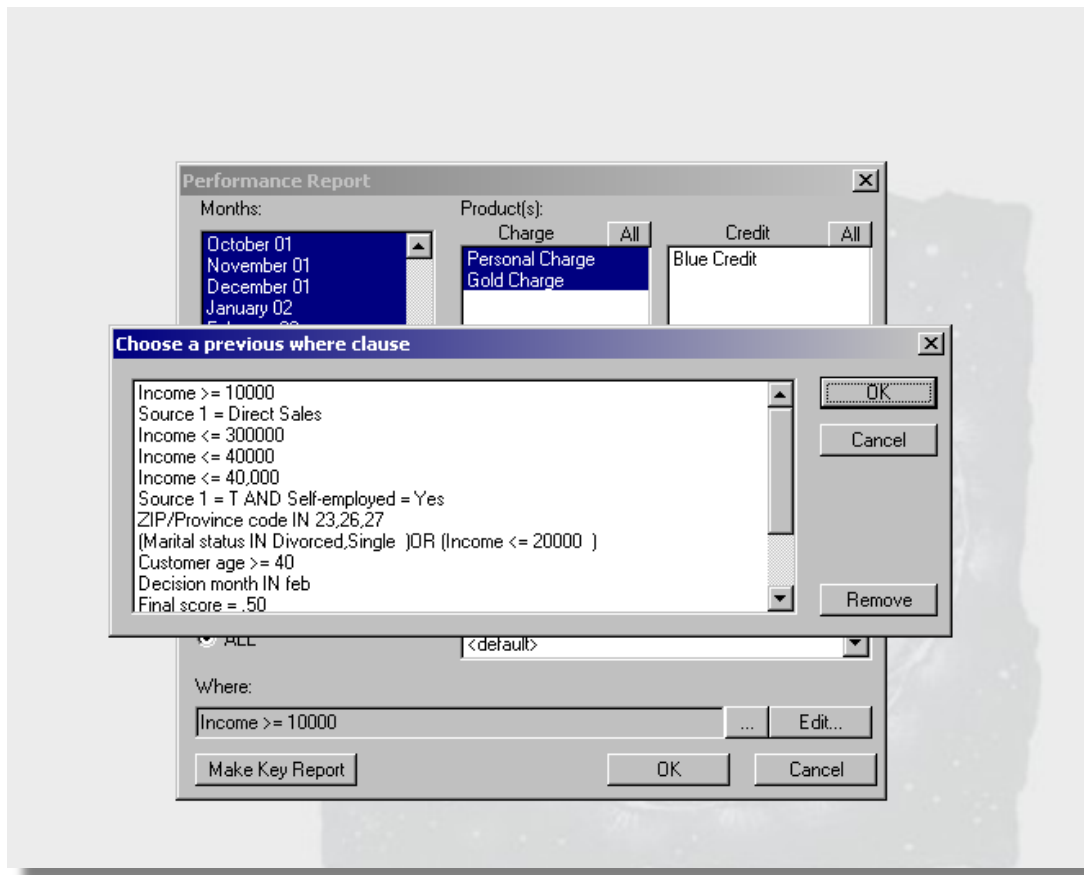 Performance Report
Months:
Product(s):
Charge
All
Credit
All
October 01
November 01
December 01
January 02
Personal Charge
Gold Charge
Blue Credit
Choose a previous where clause
Income >= 10000
Source 1 = Direct Sales
Income <= 300000
Income <= 40000
Income <= 40,000
Source 1 = T AND Self-employed = Yes
ZIP/Province code IN 23,26,27
(Marital status IN Divorced,Single  )OR (Income <= 20000  )
Customer age >= 40
Decision month IN feb
Final score = .50
OK
Cancel
Remove
ALL
<default>
Where:
Income >= 10000
...
Edit...
Make Key Report
OK
Cancel